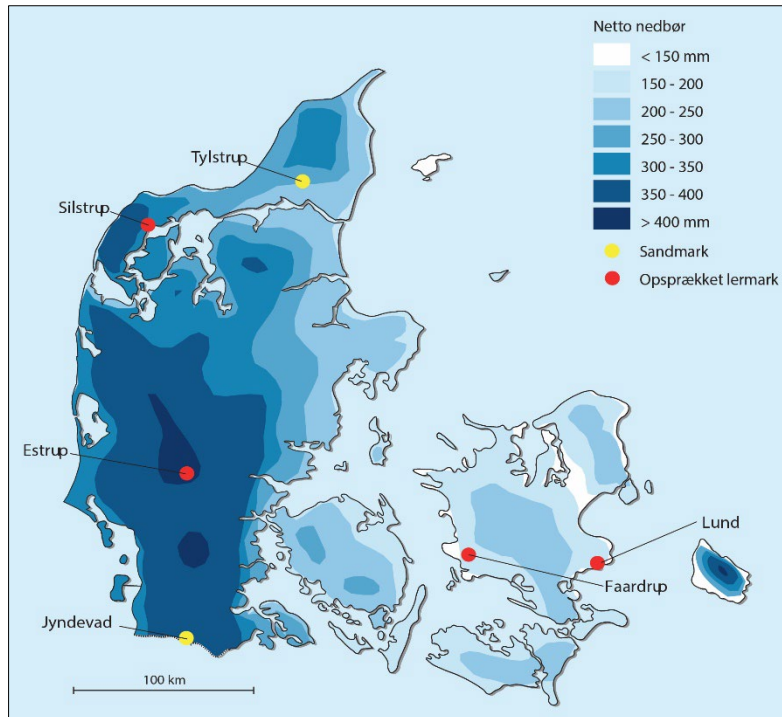 Netto nedbør
< 150 mm
150 - 200
200 - 250
250 - 300
300 - 350
350 - 400
> 400 mm
Sandmark
Opsprækket lermark
Tylstrup
Silstrup
Estrup
Lund
Faardrup
Jyndevad
100 km